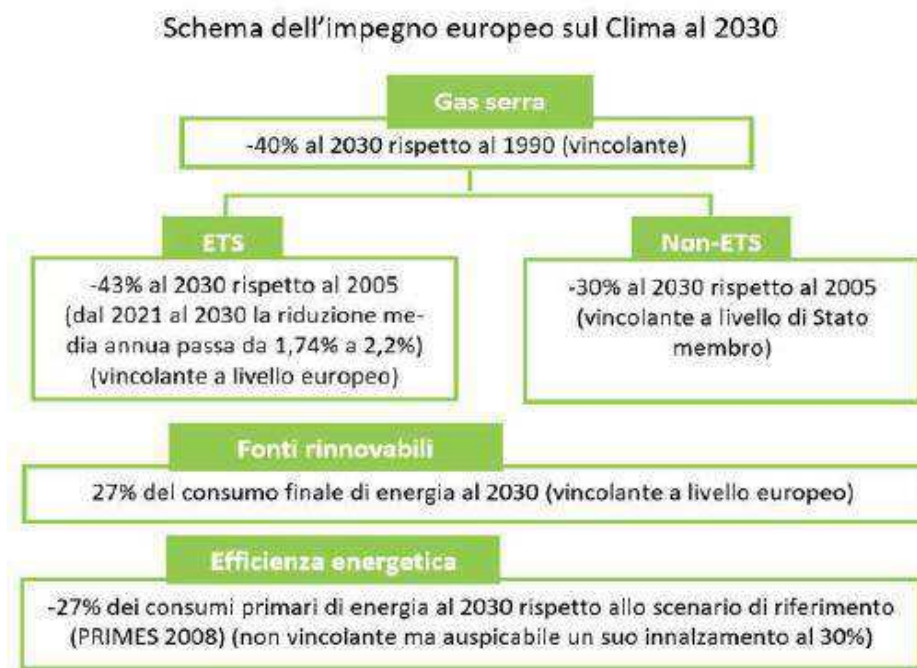 Schema dell'impegno europeo sul Clima al 2030
Gas serra
-40% al 2030 rispetto al 1990 (vincolante)
ETS
-43% al 2030 rispetto al 2005
(dal 2021 al 2030 la riduzione me-
dia annua passa da 1,74% a 2,2%)
(vincolante a livello europeo)
Non-ETS
-30% al 2030 rispetto al 2005
(vincolante a livello di Stato
membro)
Fonti rinnovabili
27% del consumo finale di energia al 2030 (vincolante a livello europeo)
Efficienza energetica
-27% dei consumi primari di energia al 2030 rispetto allo scenario di riferimento
(PRIMES 2008) (non vincolante ma auspicabile un suo innalzamento al 30%)